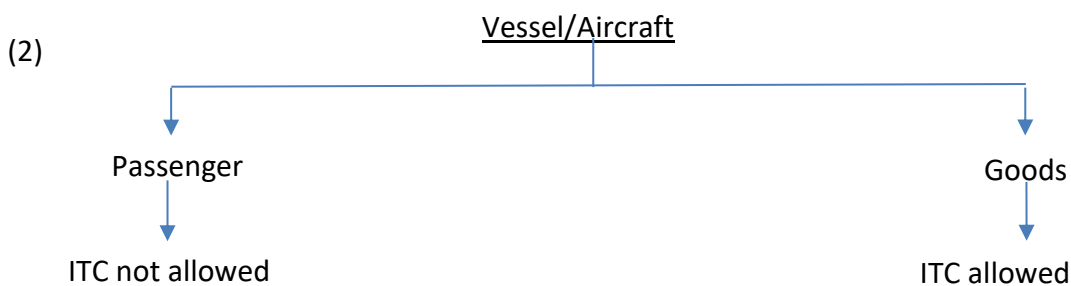 Vessel/Aircraft
(2)
Passenger
Goods
ITC not allowed
ITC allowed